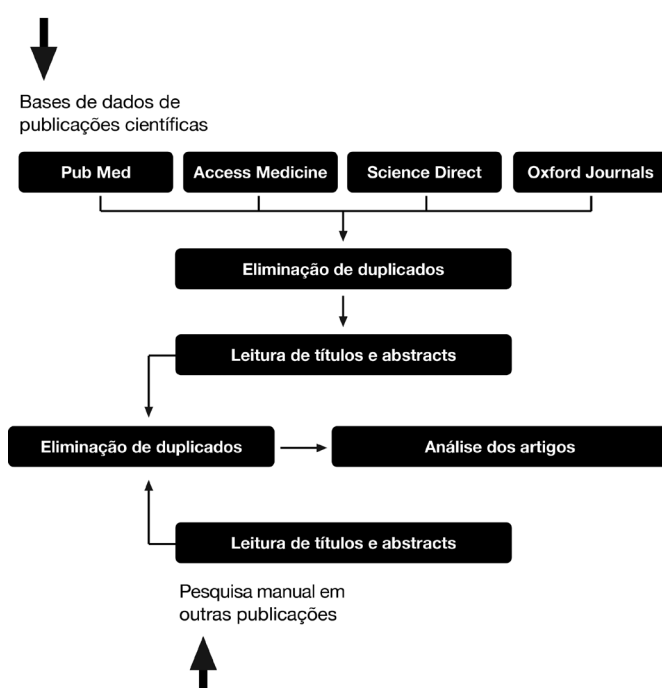 Bases de dados de
publicações científicas
Pub Med
Access Medicine
Science Direct
Oxford Journals
Eliminação de duplicados
Leitura de títulos e abstracts
Eliminação de duplicados
Análise dos artigos
Leitura de títulos e abstracts
Pesquisa manual em
outras publicações